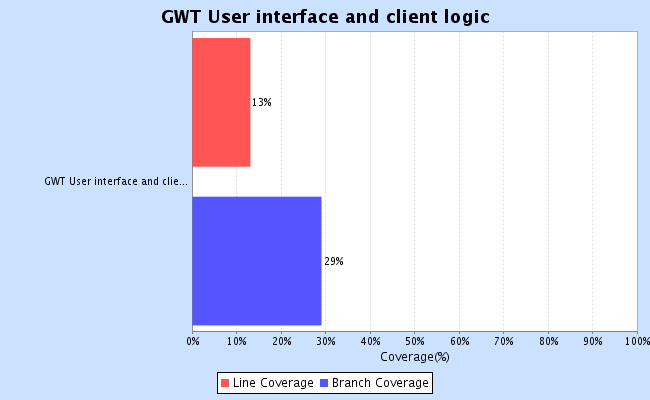 GWT User interface and client logic
13%
GWT User interface and clie...
29%
0% 10% 20% 30% 40% 50% 60% 70% 80% 90% 100%
Coverage(%)
Line Coverage Branch Coverage